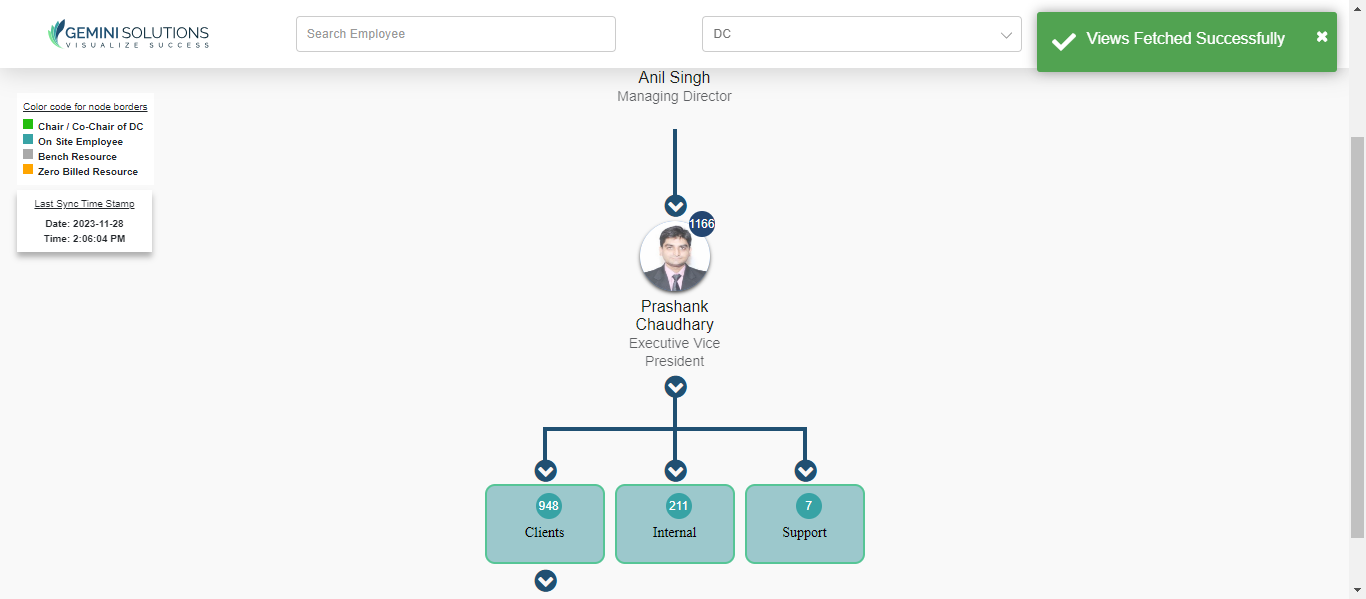 GEMINI SOLUTIONS
VISUALIZE SUCCESS
Search Employee
DC
Views Fetched Successfully
Anil Singh
Managing Director
Color code for node borders
Chair / Co-Chair of DC
On Site Employee
Bench Resource
Zero Billed Resource
Last Sync Time Stamp
Date: 2023-11-28
Time: 2:06:04 PM
1166
Prashank
Chaudhary
Executive Vice
President
948
Clients
211
Internal
7
Support